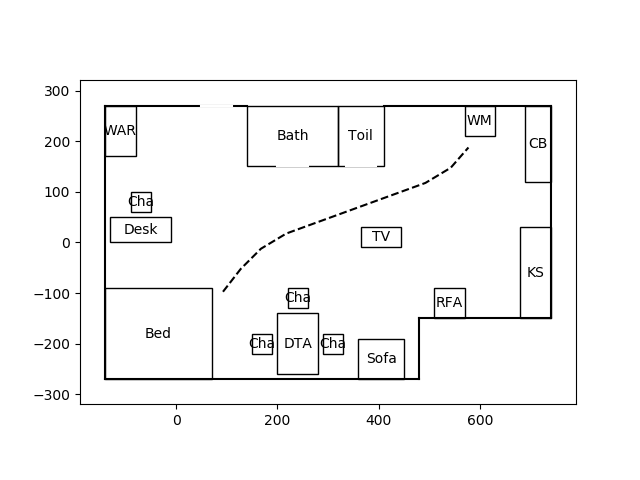 300
200
100
0
−100
−200
−300
0
200
400
600
WAR
Bath
Toil
WM
CB
Cha
Desk
TV
KS
Cha
RFA
Bed
Cha
DTA
Cha
Sofa